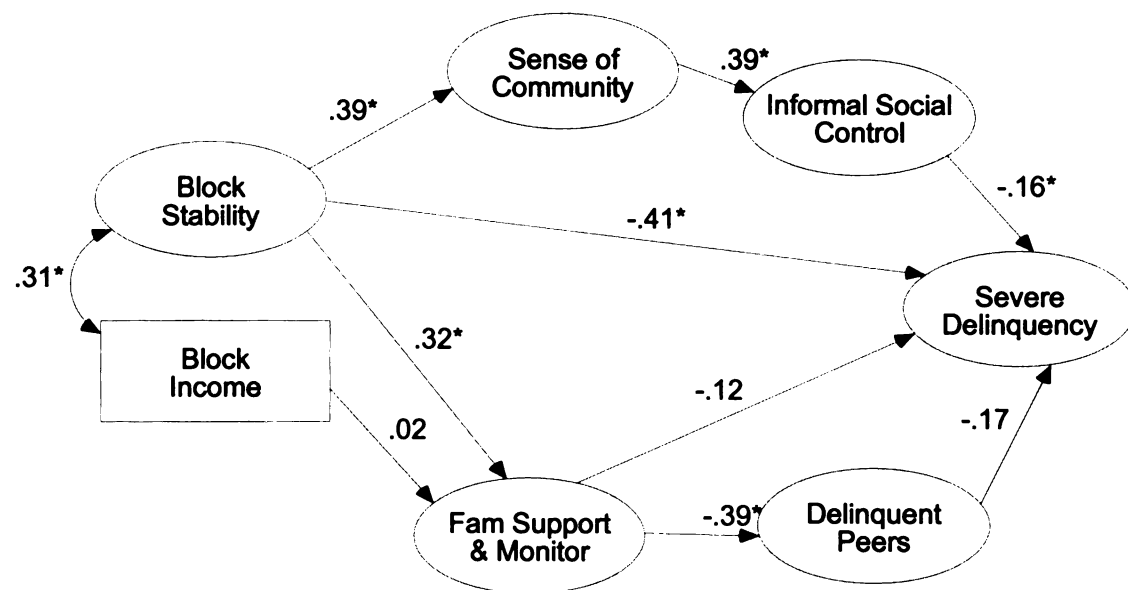 Sense of
Community
.39*
Informal Social
Control
.39*
Block
Stability
-.16*
-.41*
.31*
Severe
Delinquency
Block
Income
.32*
-.12
.02
-.17
Fam Support
& Monitor
-.39*
Delinquent
Peers